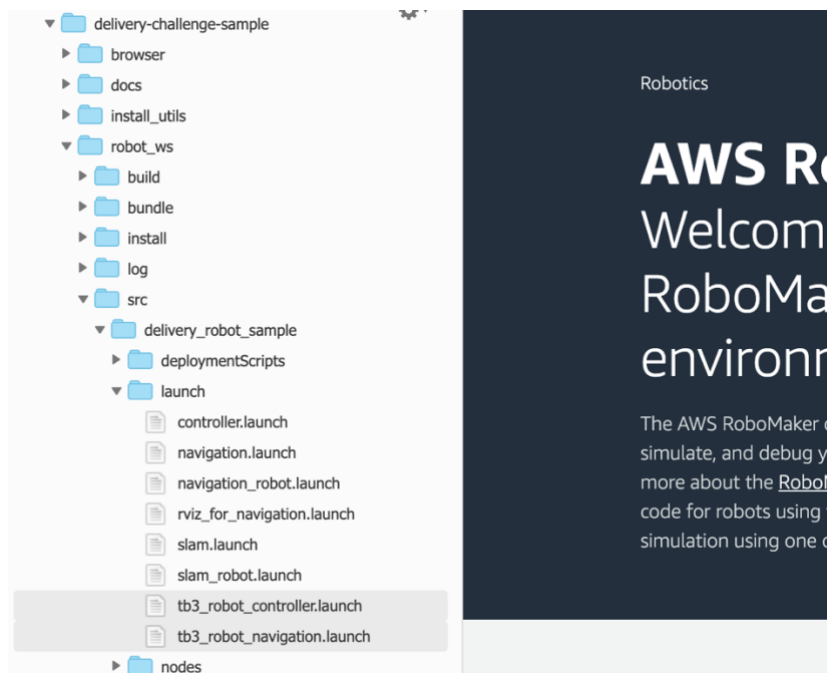 delivery-challenge-sample
browser
docs
install_utils
robot_ws
build
bundle
install
log
src
delivery_robot_sample
deploymentScripts
launch
controller.launch
navigation.launch
navigation_robot.launch
rviz_for_navigation.launch
slam.launch
slam_robot.launch
tb3_robot_controller.launch
tb3_robot_navigation.launch
nodes
Robotics
AWS Ro
Welcom
RoboMa
environ
The AWS RoboMaker
simulate, and debug y
more about the RoboM
code for robots using
simulation using one